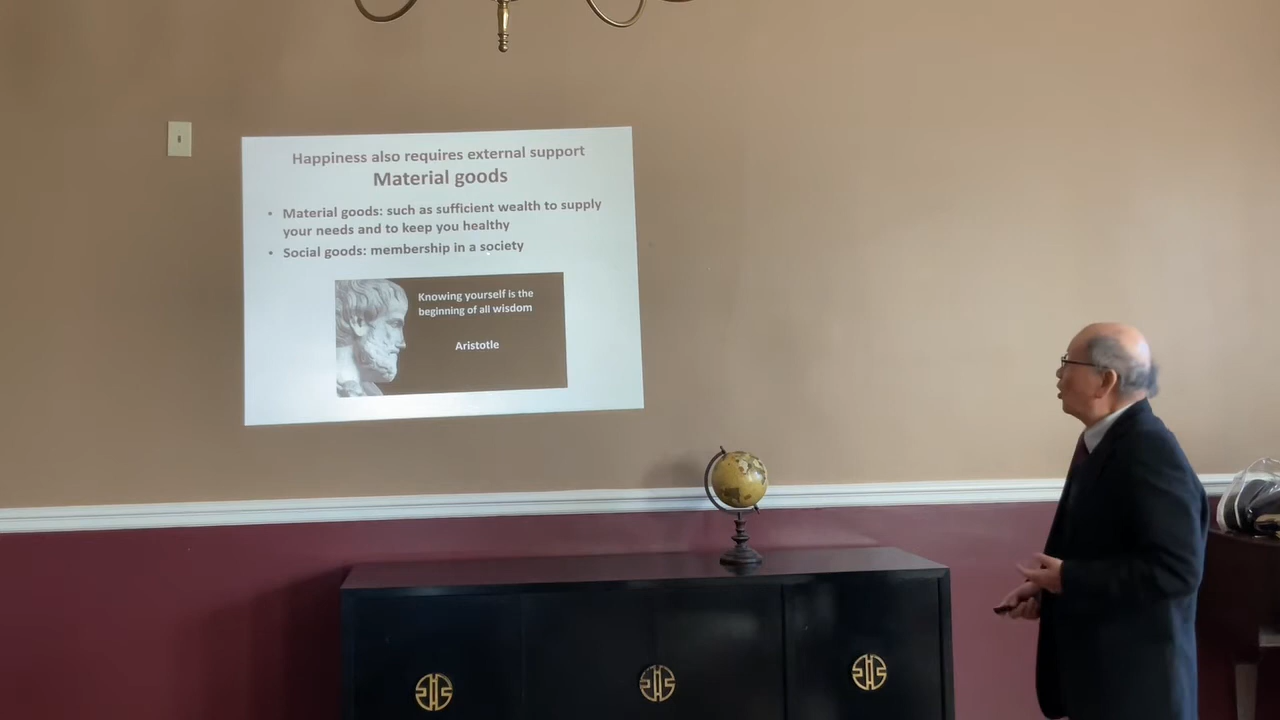 Happiness also requires external support
Material goods
• Material goods: such as sufficient wealth to supply
your needs and to keep you healthy
• Social goods: membership in a society
Knowing yourself is the
beginning of all wisdom
Aristotle